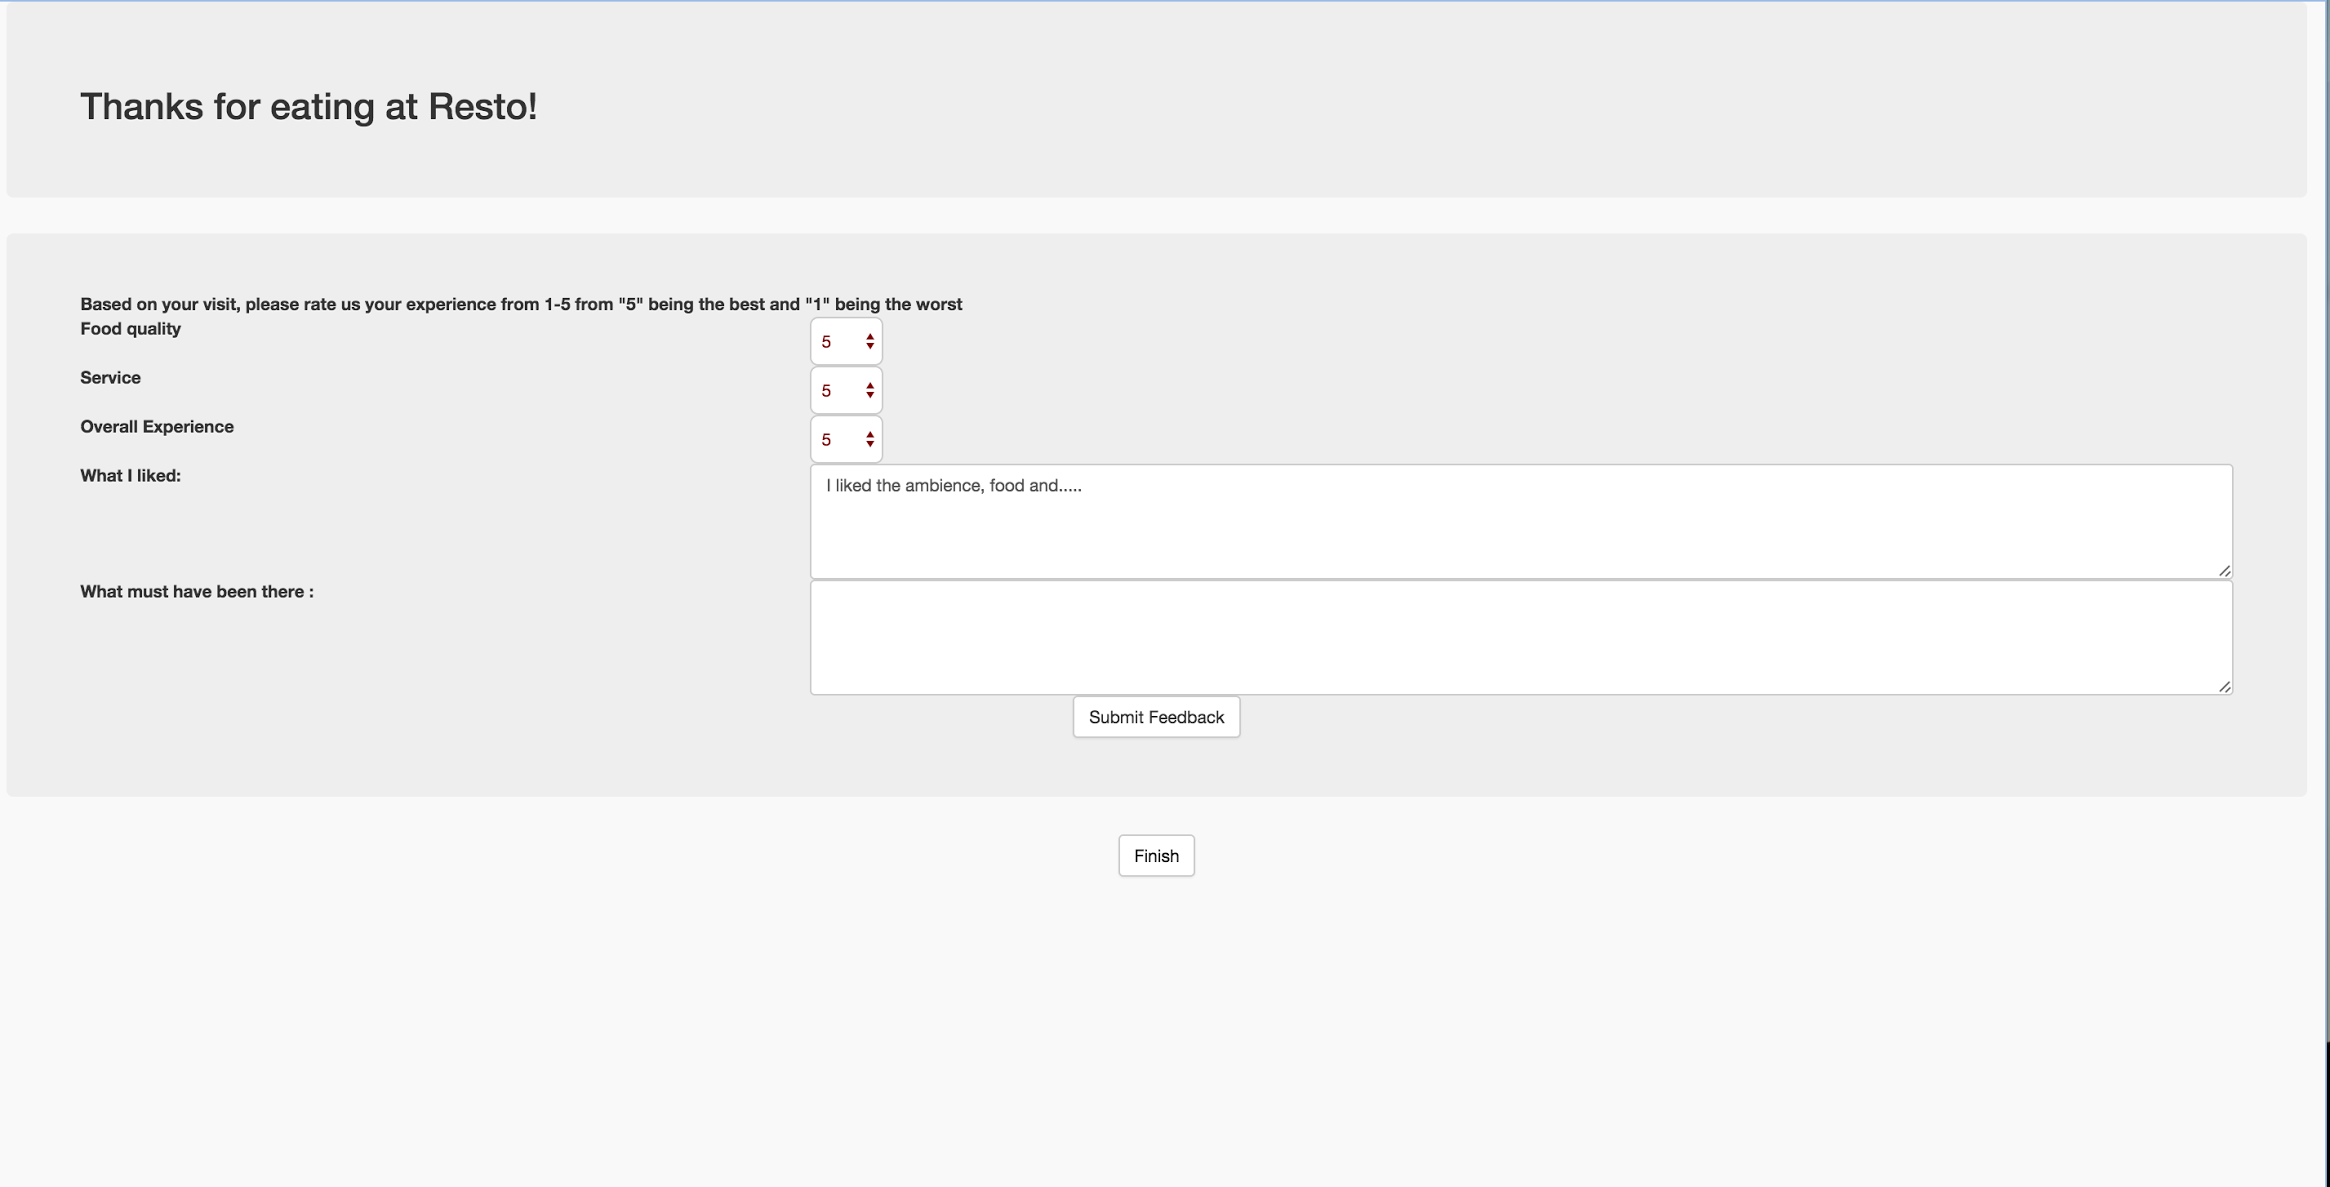 Thanks for eating at Resto!
Based on your visit, please rate us your experience from 1-5 from "5" being the best and "1" being the worst
Food quality
5
Service
5
Overall Experience
5
What I liked:
I liked the ambience, food and.....
What must have been there :
Submit Feedback
Finish